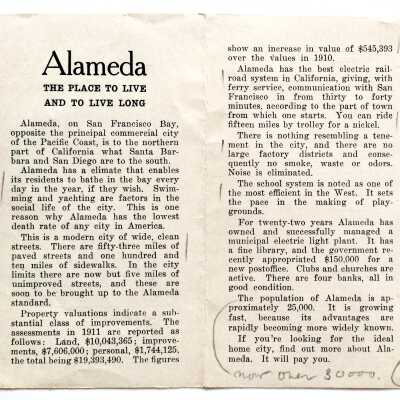 Alameda
THE PLACE TO LIVE
AND TO LIVE LONG
Alameda, on San Francisco Bay,
opposite the principal commercial city
of the Pacific Coast, is to the northern
part of California what Santa Bar-
bara and San Diego are to the south.
Alameda has a climate that enables
its residents to bathe in the bay every
day in the year, if they wish. Swim-
ming and yachting are factors in the
social life of the city. This is one
reason why Alameda has the lowest
death rate of any city in America.
This is a modern city of wide, clean
streets. There are fifty-three miles of
paved streets and one hundred and
ten miles of sidewalks. In the city
limits there are now but five miles of
unimproved streets, and these are
soon to be brought up to the Alameda
standard.
Property valuations indicate a sub-
stantial class of improvements. The
assessments in 1911 are reported as
follows: Land, $10,043,365; improve-
ments, $7,606,000; personal, $1,744,125,
the total being $19,393,490. The figures
show an increase in value of $545,393
over the values in 1910.
Alameda has the best electric rail-
road system in California, giving, with
ferry service, communication with San
Francisco in from thirty to forty
minutes, according to the part of town
from which one starts. You can ride
fifteen miles by trolley for a nickel.
There is nothing resembling a tene-
ment in the city, and there are no
large factory districts and conse-
quently no smoke, waste or odors.
Noise is eliminated.
The school system is noted as one of
the most efficient in the West. It sets
the pace in the making of play-
grounds.
For twenty-two years Alameda has
owned and successfully managed a
municipal electric light plant. It has
a fine library, and the government re-
cently appropriated $150,000 for a
new postoffice. Clubs and churches are
active. There are four banks, all in
good condition.
The population of Alameda is ap-
proximately 25,000. It is growing
fast, because its advantages are
rapidly becoming more widely known.
If you're looking for the ideal
home city, find out more about Ala-
meda. It will pay you.
now over 30000.